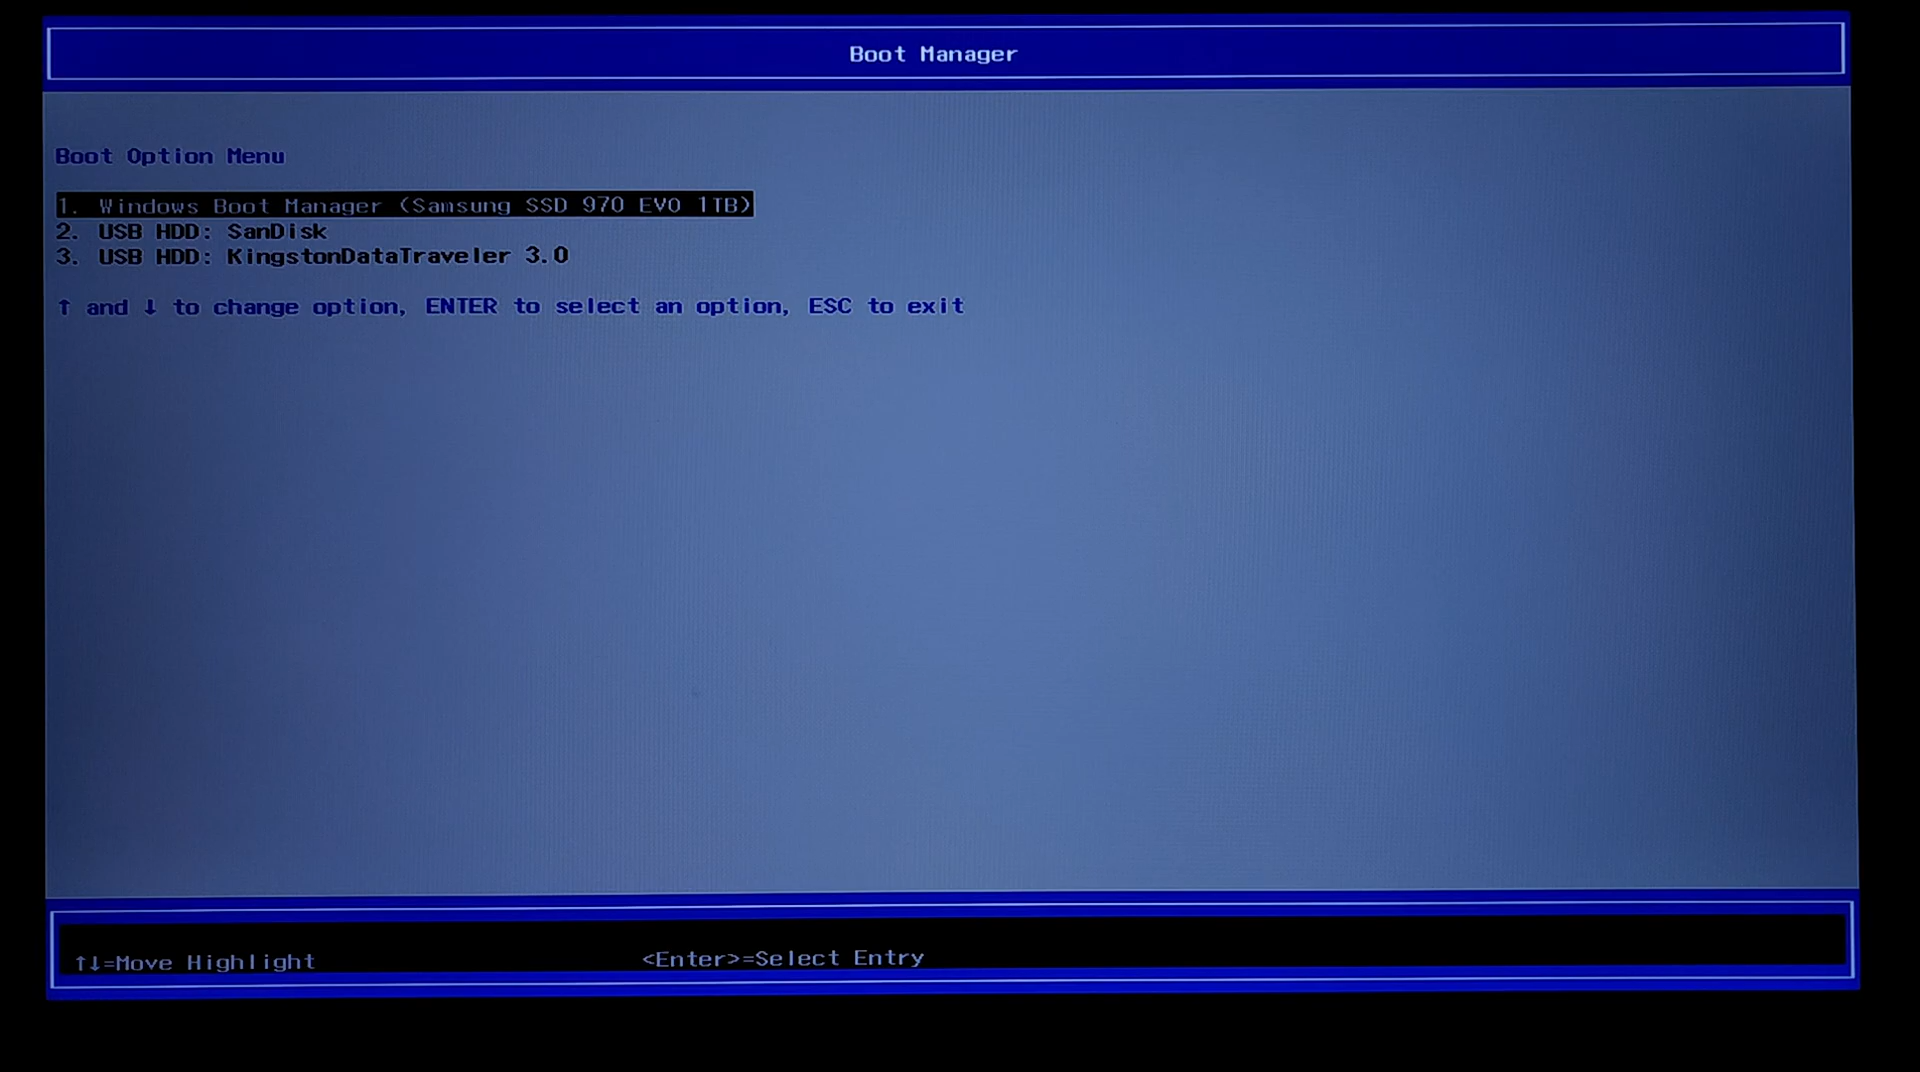 Boot Manager
Boot Option Menu
1. Windows Boot Manager (Samsung SSD 970 EVO 1TB)
2. USB HDD: SanDisk
3. USB HDD: KingstonDataTraveler 3.0
↑ and ↓ to change option, ENTER to select an option, ESC to exit
↑↓=Move Highlight <Enter>=Select Entry